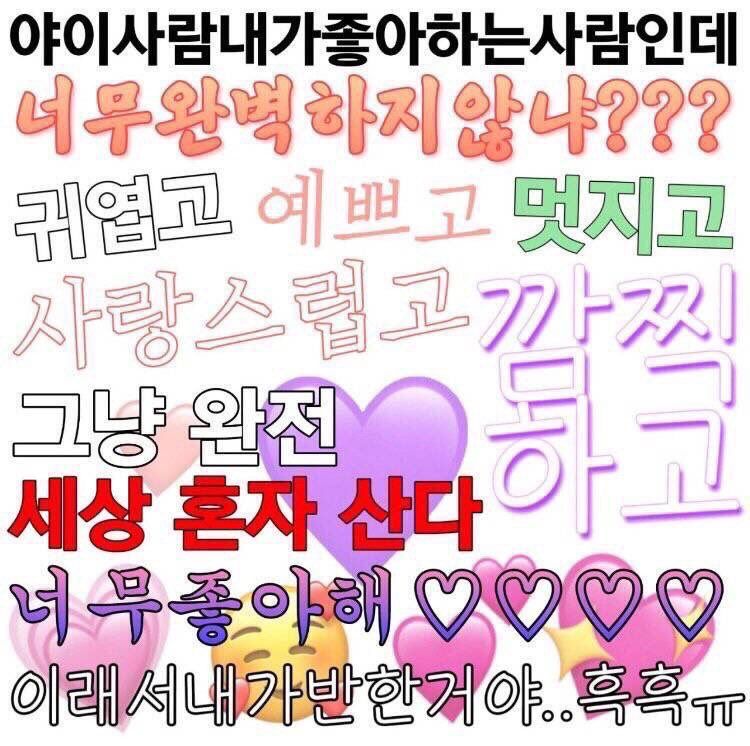 야이사람내가좋아하는사람인데
너무완벽하지않냐???
귀엽고 예쁘고 멋지고
사랑스럽고 깜찍
하고
그냥 완전
세상 혼자 산다
너무좋아해♡♡♡♡
이래서내가반한거야..흑흑ㅠ